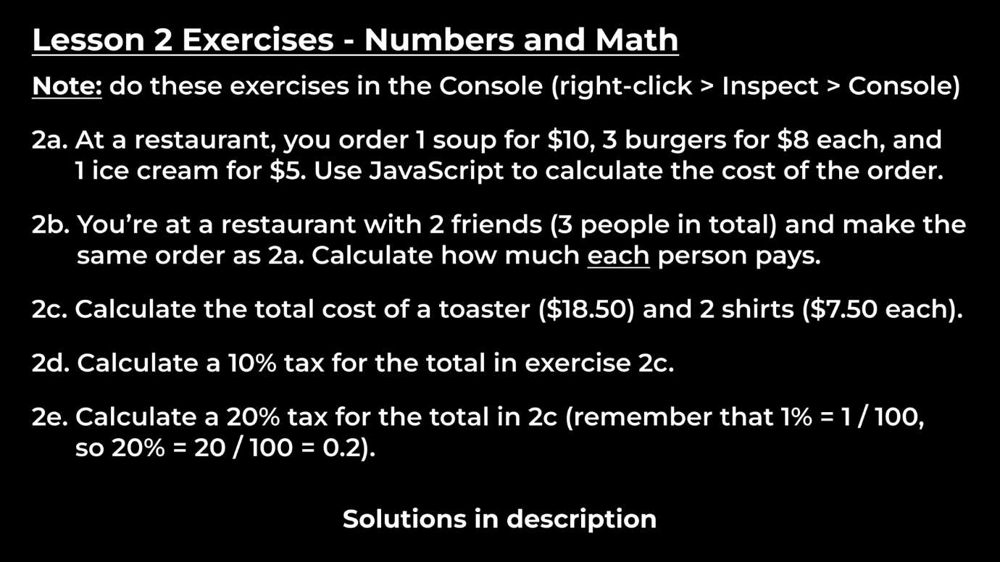 Lesson 2 Exercises - Numbers and Math
Note: do these exercises in the Console (right-click > Inspect > Console)
2a. At a restaurant, you order 1 soup for $10, 3 burgers for $8 each, and
1 ice cream for $5. Use JavaScript to calculate the cost of the order.
2b. You’re at a restaurant with 2 friends (3 people in total) and make the
same order as 2a. Calculate how much each person pays.
2c. Calculate the total cost of a toaster ($18.50) and 2 shirts ($7.50 each).
2d. Calculate a 10% tax for the total in exercise 2c.
2e. Calculate a 20% tax for the total in 2c (remember that 1% = 1 / 100,
so 20% = 20 / 100 = 0.2).
Solutions in description